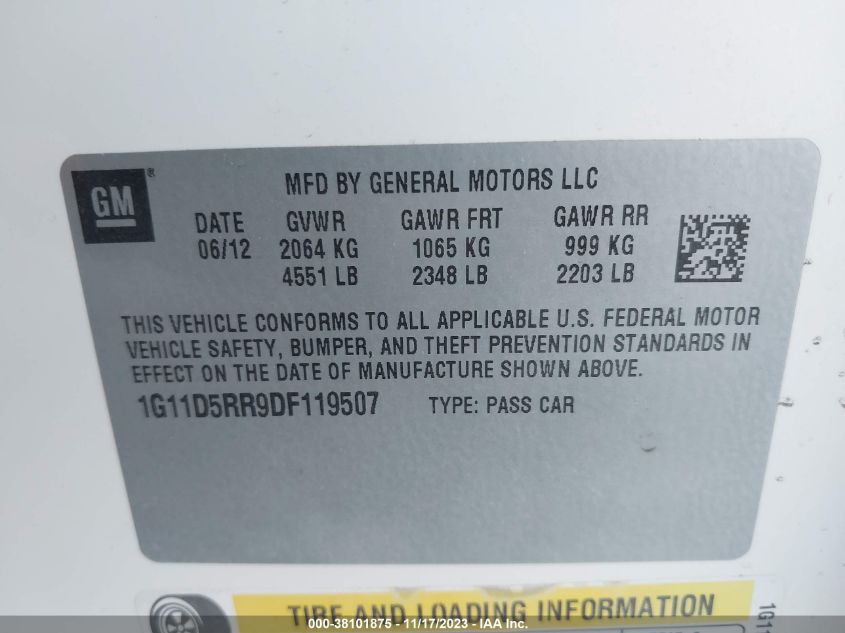 GM ®
MFD BY GENERAL MOTORS LLC
DATE GVWR GAWR FRT GAWR RR
06/12 2064 KG 1065 KG 999 KG
4551 LB 2348 LB 2203 LB
THIS VEHICLE CONFORMS TO ALL APPLICABLE U.S. FEDERAL MOTOR
VEHICLE SAFETY, BUMPER, AND THEFT PREVENTION STANDARDS IN
EFFECT ON THE DATE OF MANUFACTURE SHOWN ABOVE.
1G11D5RR9DF119507 TYPE: PASS CAR
TIRE AND LOADING INFORMATION
1G1
000-38101875 - 11/17/2023 - IAA Inc.